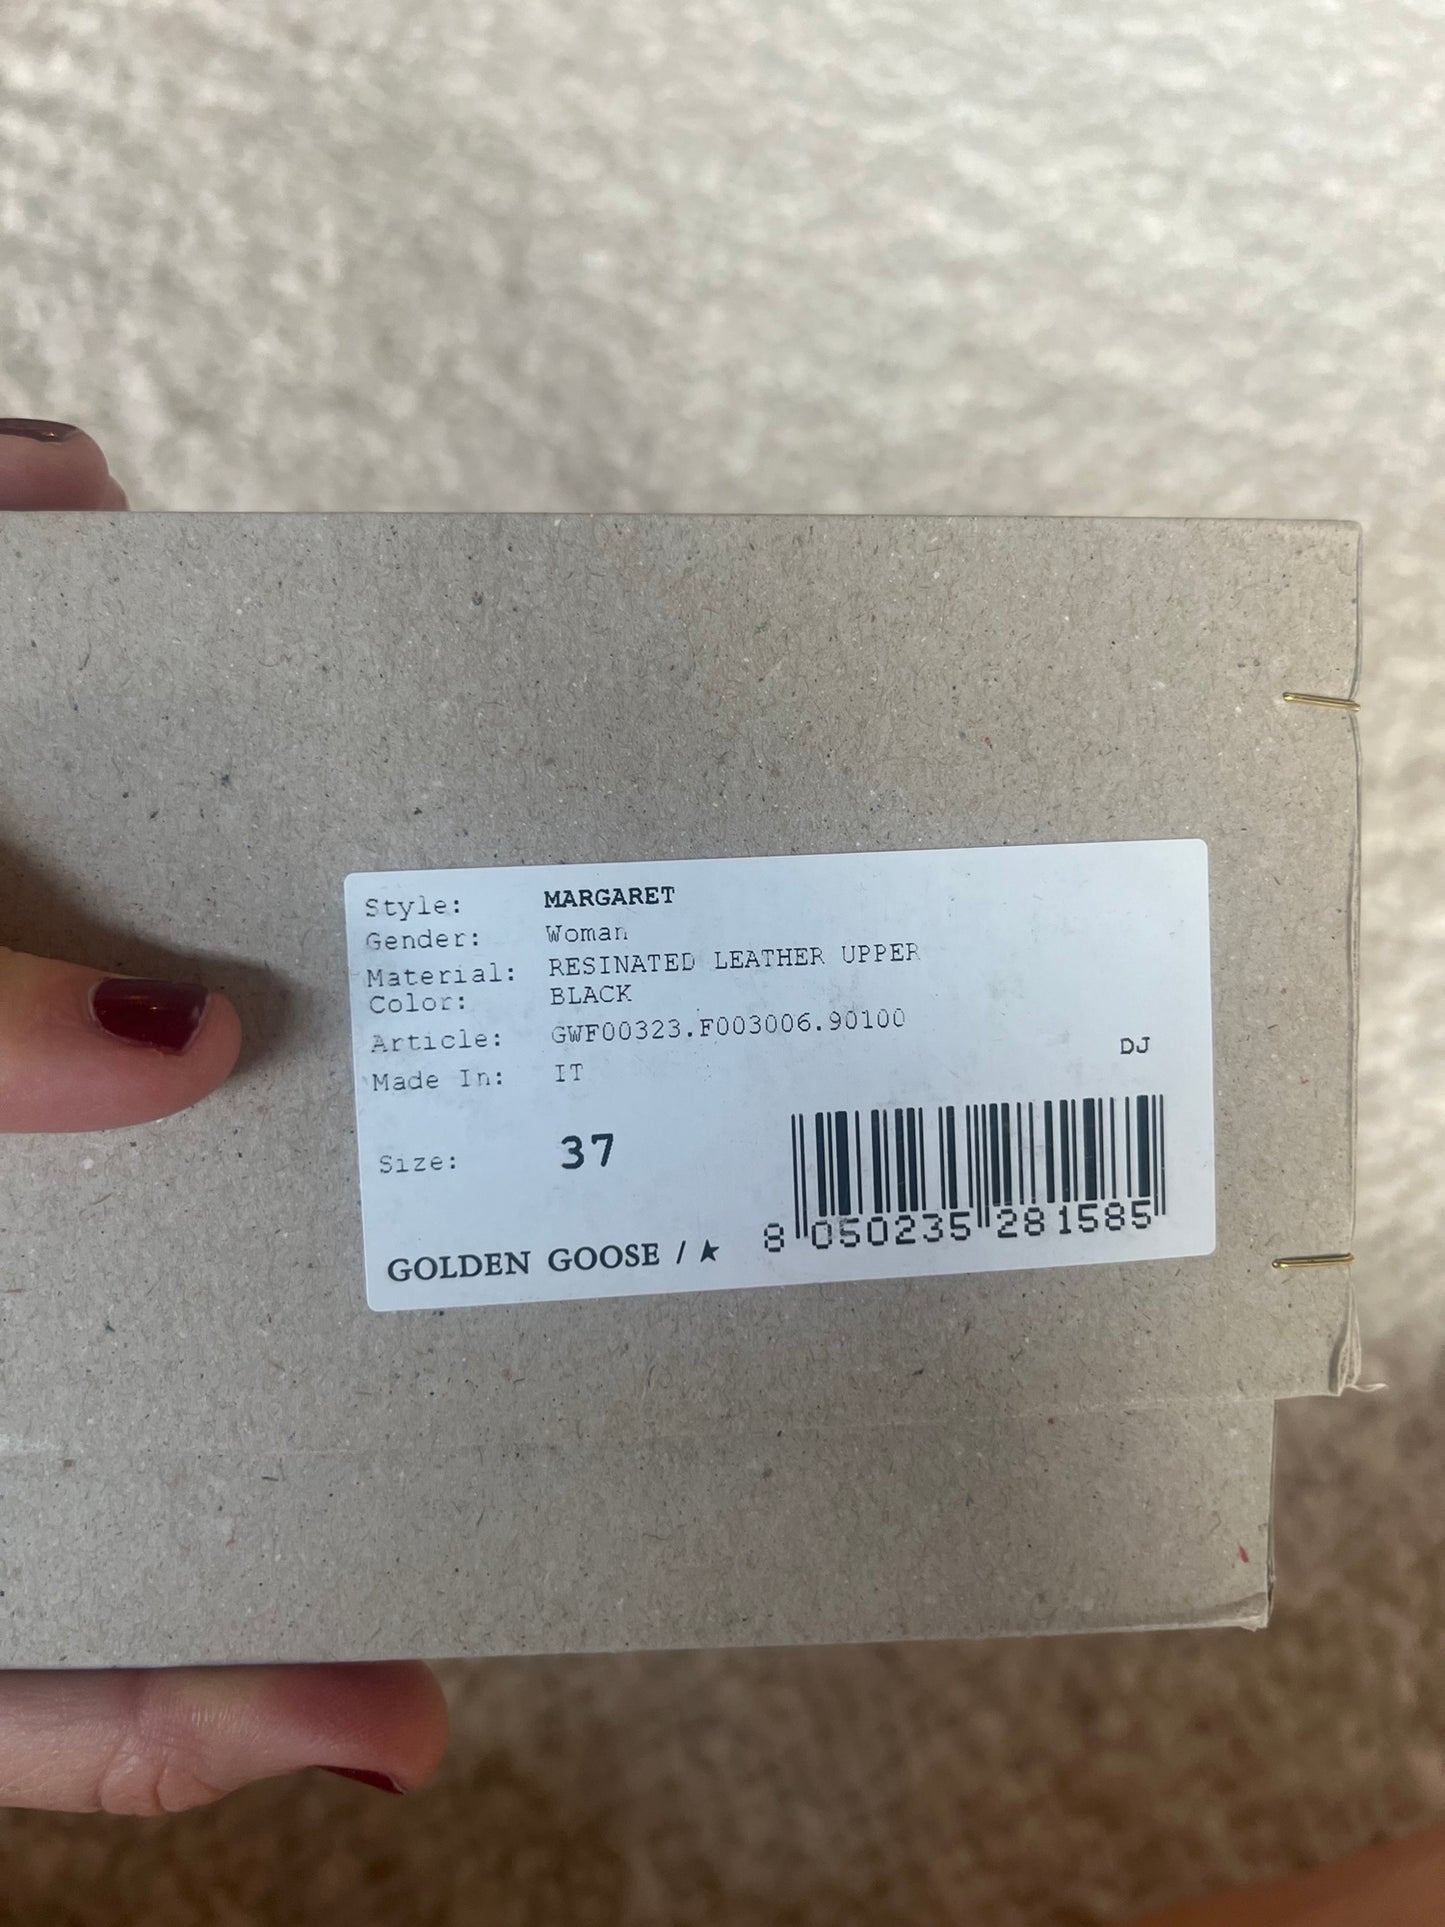 Style: MARGARET
Gender: Woman
Material: RESINATED LEATHER UPPER
Color: BLACK
Article: GWF00323.F003006.90100
DJ
Made In: IT
Size: 37
8 050235 281585
GOLDEN GOOSE /